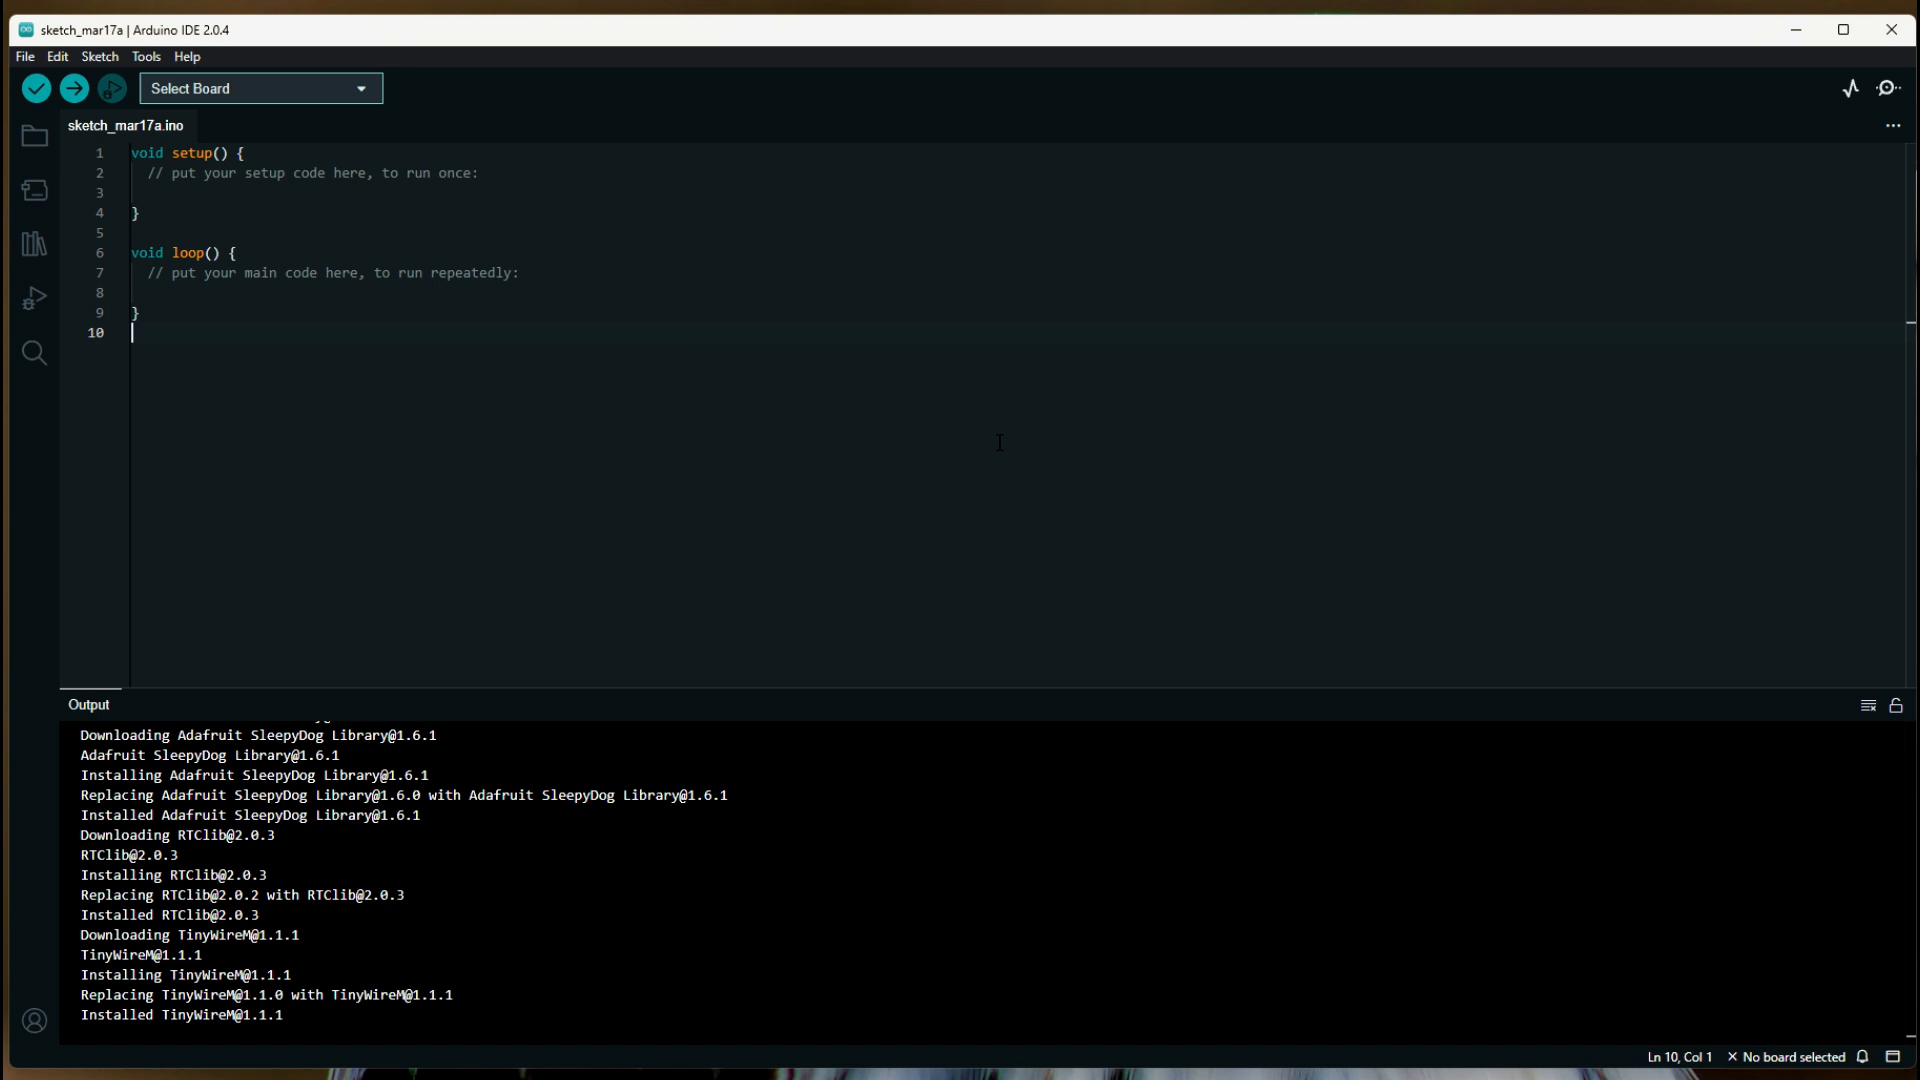 sketch_mar17a | Arduino IDE 2.0.4
File Edit Sketch Tools Help
Select Board
sketch_mar17a.ino
1 void setup() {
2 // put your setup code here, to run once:
3
4 }
5
6 void loop() {
7 // put your main code here, to run repeatedly:
8
9 }
10
Output
Downloading Adafruit SleepyDog Library@1.6.1
Adafruit SleepyDog Library@1.6.1
Installing Adafruit SleepyDog Library@1.6.1
Replacing Adafruit SleepyDog Library@1.6.0 with Adafruit SleepyDog Library@1.6.1
Installed Adafruit SleepyDog Library@1.6.1
Downloading RTClib@2.0.3
RTClib@2.0.3
Installing RTClib@2.0.3
Replacing RTClib@2.0.2 with RTClib@2.0.3
Installed RTClib@2.0.3
Downloading TinyWireM@1.1.1
TinyWireM@1.1.1
Installing TinyWireM@1.1.1
Replacing TinyWireM@1.1.0 with TinyWireM@1.1.1
Installed TinyWireM@1.1.1
Ln 10, Col 1 × No board selected